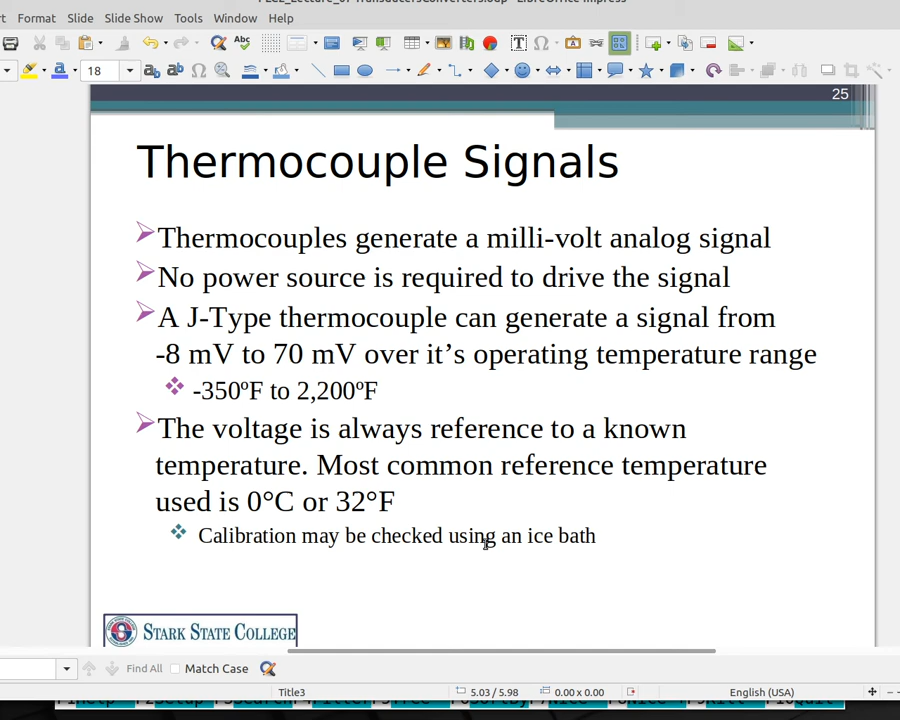 Format Slide Slide Show Tools Window Help
18
25
Thermocouple Signals
Thermocouples generate a milli-volt analog signal
No power source is required to drive the signal
A J-Type thermocouple can generate a signal from
-8 mV to 70 mV over it’s operating temperature range
-350ºF to 2,200ºF
The voltage is always reference to a known
temperature. Most common reference temperature
used is 0°C or 32°F
Calibration may be checked using an ice bath
STARK STATE COLLEGE
Find All Match Case
Title3 5.03 / 5.98 0.00 x 0.00 English (USA)